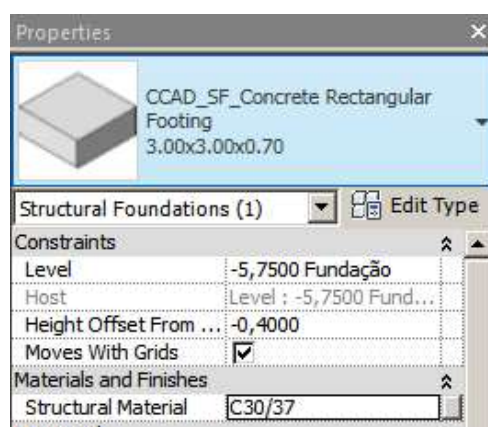 Properties
CCAD_SF_Concrete Rectangular
Footing
3.00x3.00x0.70
Structural Foundations (1) Edit Type
Constraints
Level -5,7500 Fundação
Host Level : -5,7500 Fund...
Height Offset From ... -0,4000
Moves With Grids
Materials and Finishes
Structural Material C30/37